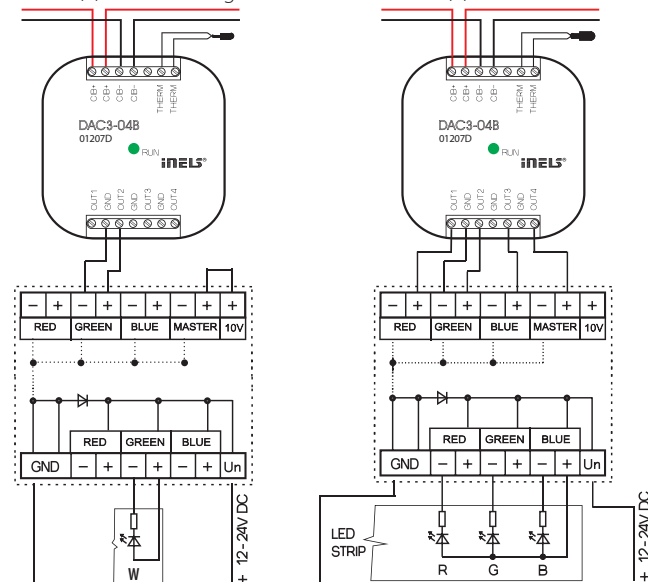 CB+ CB+ CB- CB- THERM THERM
DAC3-04B
01207D
RUN
iNELS®
OUT1 GND OUT2 GND OUT3 GND OUT4
- + - + - + - + +
RED GREEN BLUE MASTER 10V
RED GREEN BLUE
GND - + - + - + Un
W
+ 12-24V DC
CB+ CB+ CB- CB- THERM THERM
DAC3-04B
01207D
RUN
iNELS®
OUT1 GND OUT2 GND OUT3 GND OUT4
- + - + - + - + +
RED GREEN BLUE MASTER 10V
RED GREEN BLUE
GND - + - + - + Un
LED
STRIP
R G B
+ 12-24V DC